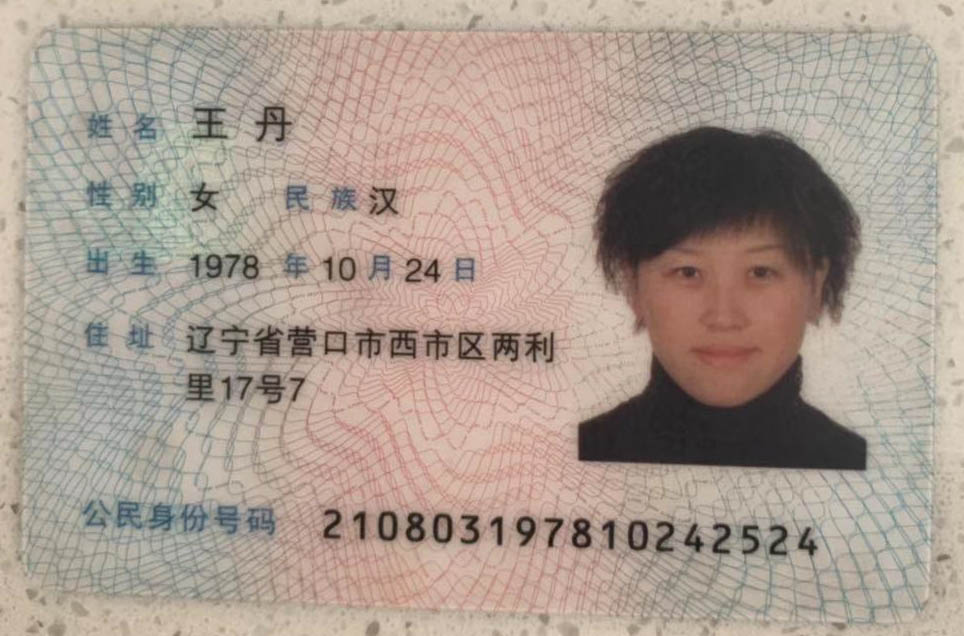 姓名 王丹
性别 女 民族 汉
出生 1978 年 10 月 24 日
住址 辽宁省营口市西市区两利
里17号7
公民身份号码 210803197810242524